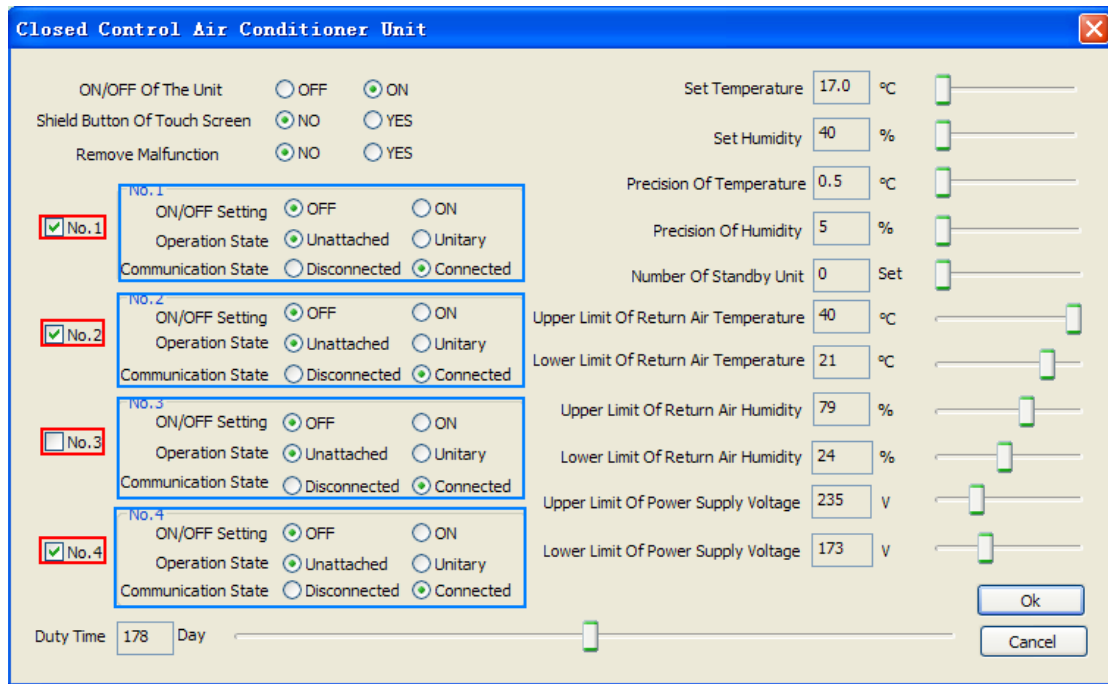 Closed Control Air Conditioner Unit
ON/OFF Of The Unit OFF ON
Shield Button Of Touch Screen NO YES
Remove Malfunction NO YES
No.1
No.1
ON/OFF Setting OFF ON
Operation State Unattached Unitary
Communication State Disconnected Connected
No.2
No.2
ON/OFF Setting OFF ON
Operation State Unattached Unitary
Communication State Disconnected Connected
No.3
No.3
ON/OFF Setting OFF ON
Operation State Unattached Unitary
Communication State Disconnected Connected
No.4
No.4
ON/OFF Setting OFF ON
Operation State Unattached Unitary
Communication State Disconnected Connected
Duty Time 178 Day
Set Temperature 17.0 ℃
Set Humidity 40 %
Precision Of Temperature 0.5 ℃
Precision Of Humidity 5 %
Number Of Standby Unit 0 Set
Upper Limit Of Return Air Temperature 40 ℃
Lower Limit Of Return Air Temperature 21 ℃
Upper Limit Of Return Air Humidity 79 %
Lower Limit Of Return Air Humidity 24 %
Upper Limit Of Power Supply Voltage 235 V
Lower Limit Of Power Supply Voltage 173 V
Ok
Cancel